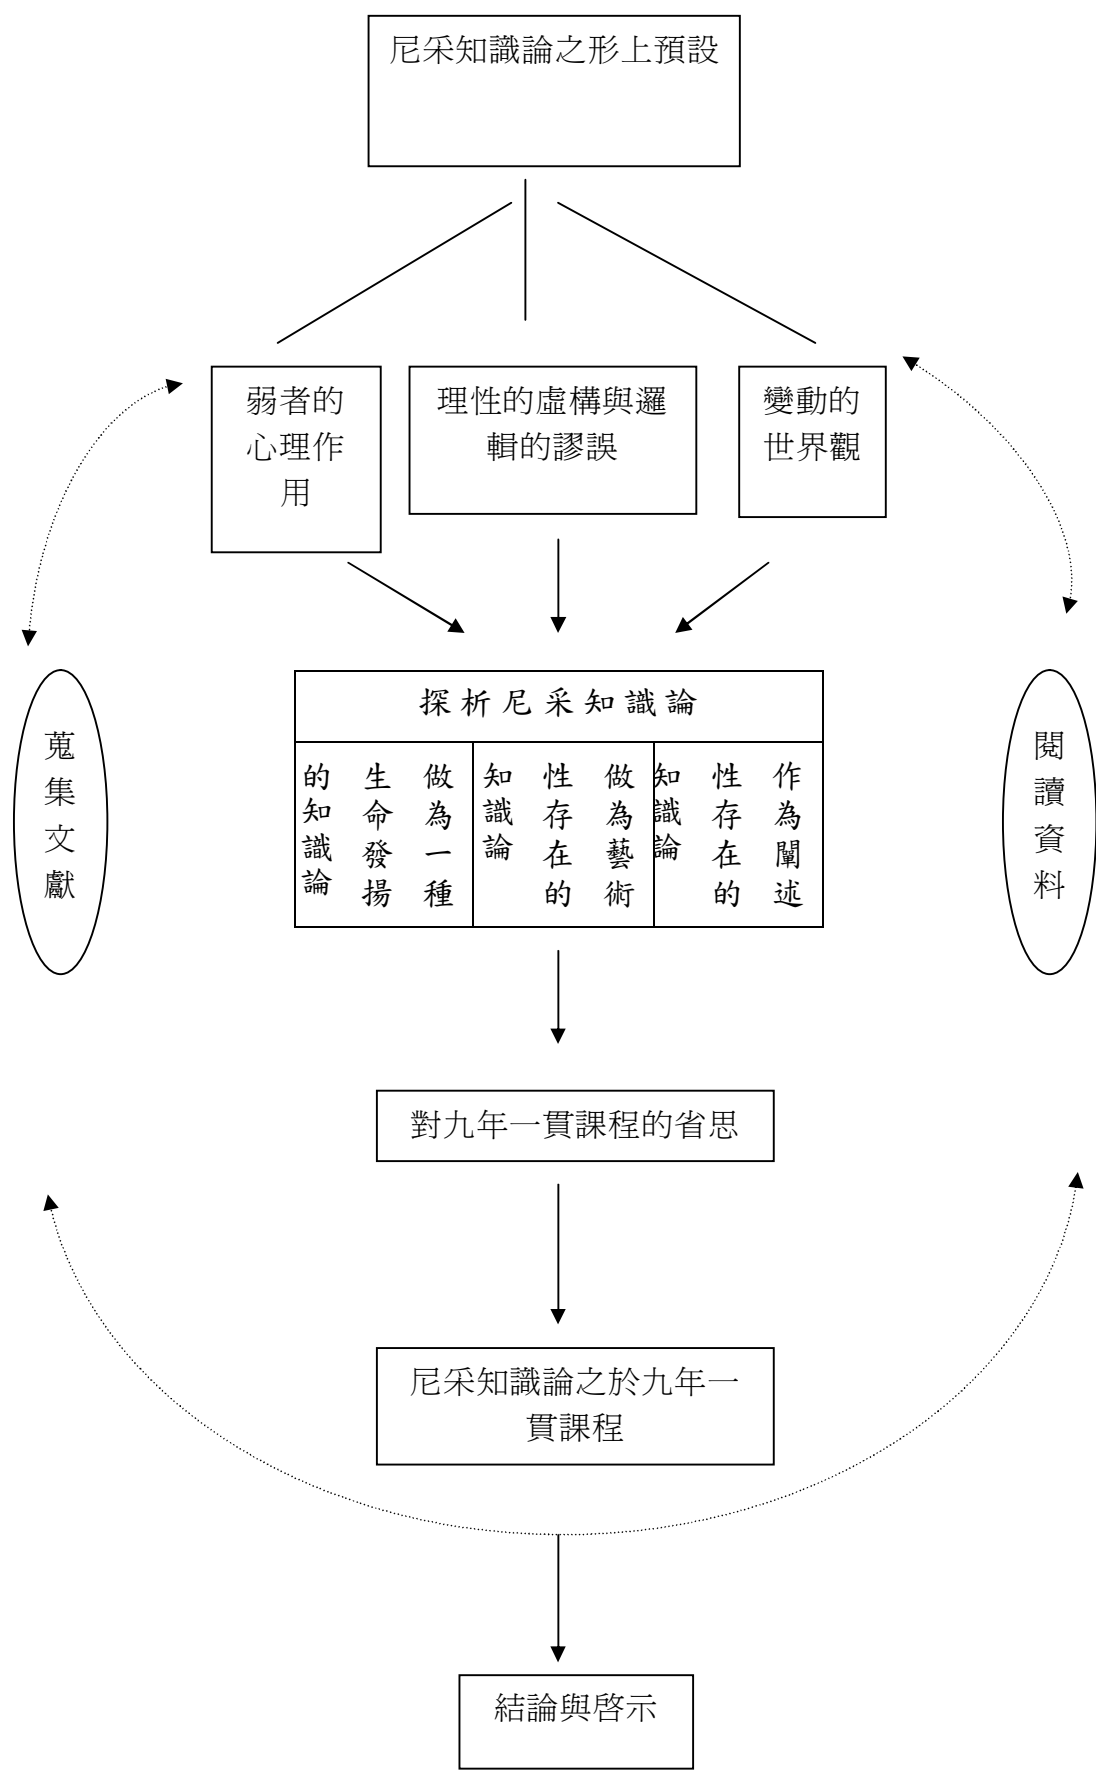 尼采知識論之形上預設
弱者的
心理作
用
理性的虛構與邏
輯的謬誤
變動的
世界觀
蒐集文獻
探析尼采知識論
做為一種
生命發揚
的知識論
做為藝術
性存在的
知識論
作為闡述
性存在的
知識論
閱讀資料
對九年一貫課程的省思
尼采知識論之於九年一
貫課程
結論與啓示